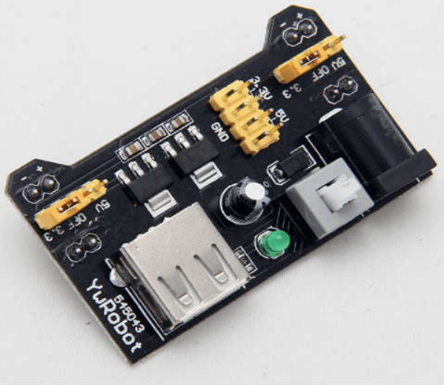 - +
5V OFF 3.3
3.3V
5V
GND
- +
5V OFF 3.3
545043
YwRobot